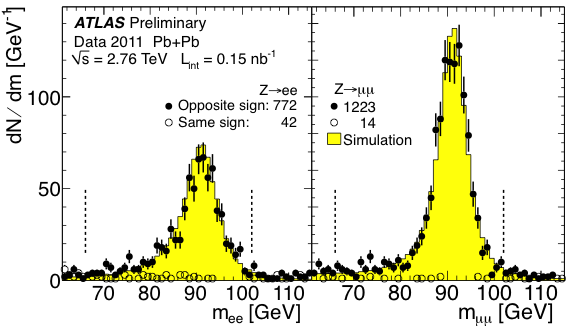 ATLAS Preliminary
Data 2011 Pb+Pb
√s = 2.76 TeV L_int = 0.15 nb⁻¹
Z→ee
Opposite sign: 772
Same sign: 42
Z→μμ
1223
14
Simulation
dN/dm [GeV⁻¹]
100
50
0
70 80 90 100 110
70 80 90 100 110
m_ee [GeV]
m_μμ [GeV]